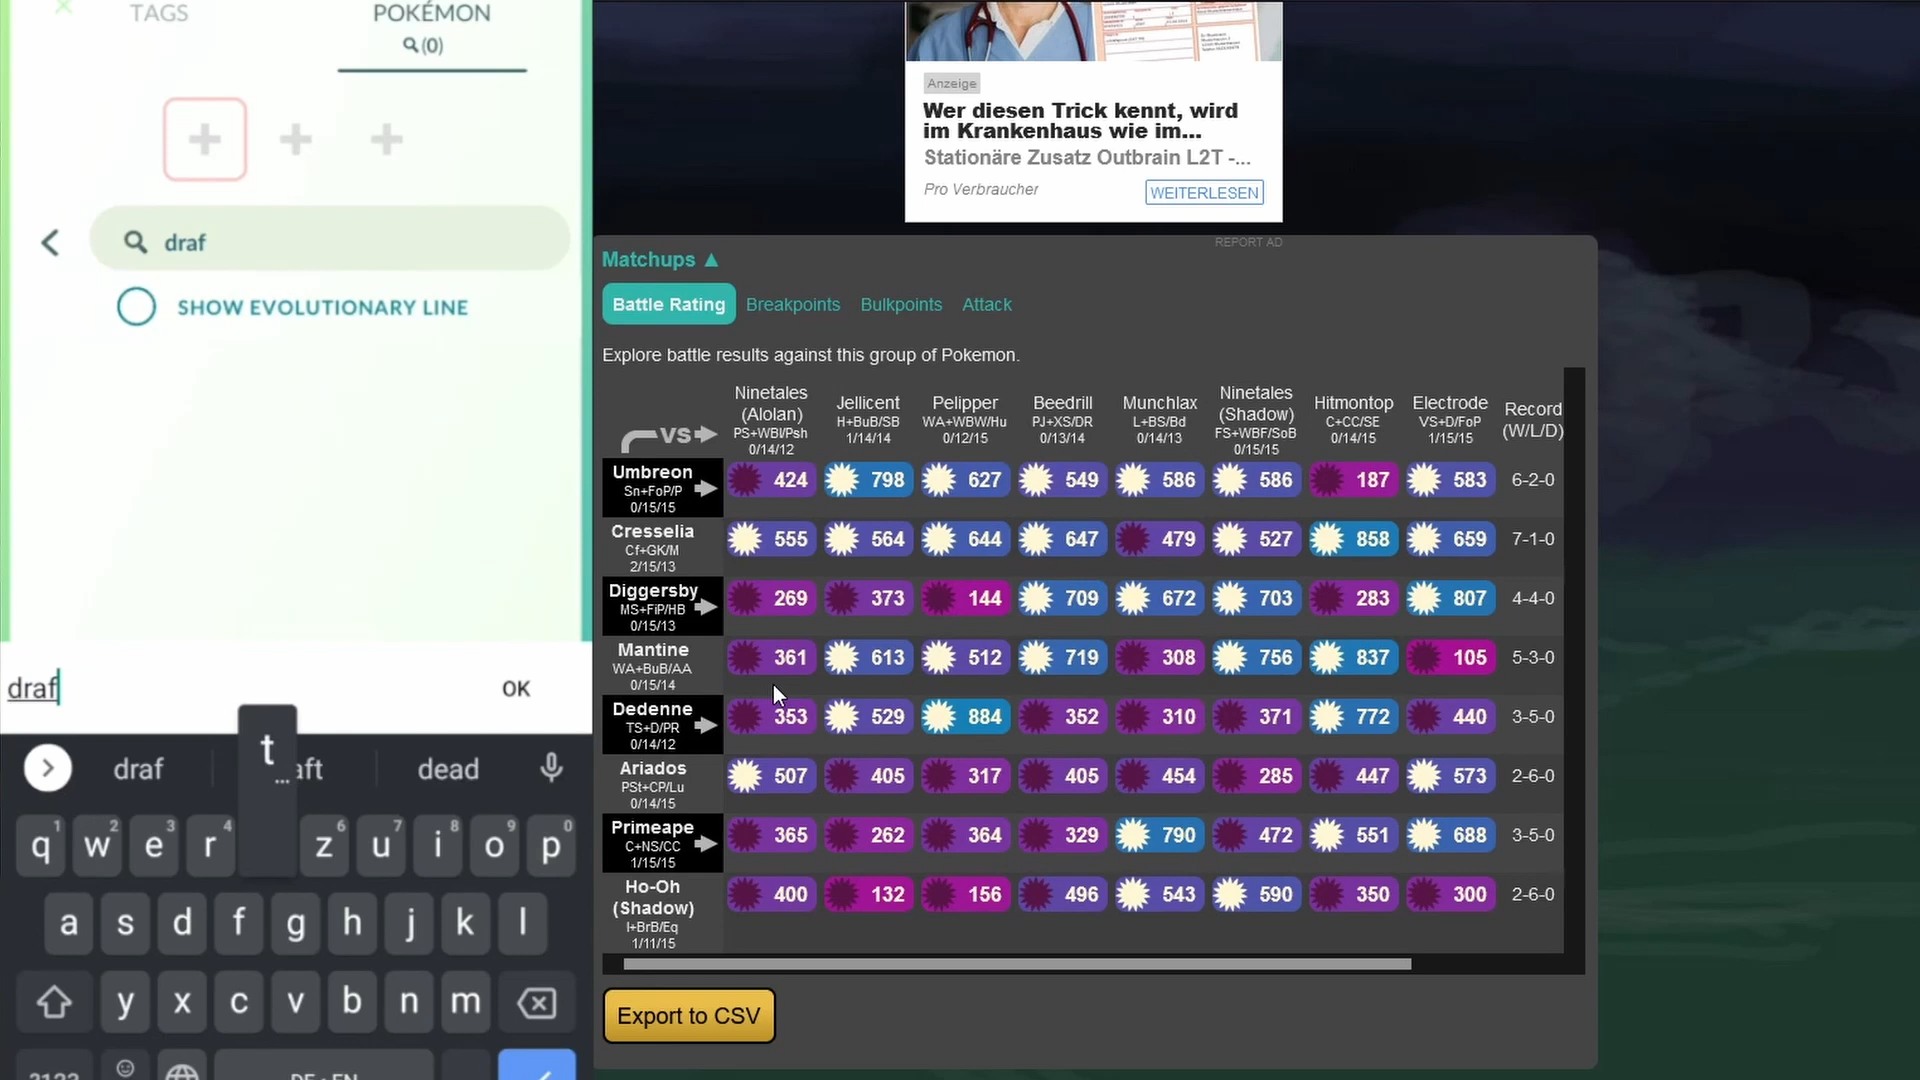 TAGS
POKÉMON
(0)
draf
SHOW EVOLUTIONARY LINE
draf
OK
draf
t
...
aft
dead
q1 w2 e3 r4 z6 u7 i8 o9 p0
a s d f g h j k l
y x c v b n m
Anzeige
Wer diesen Trick kennt, wird
im Krankenhaus wie im...
Stationäre Zusatz Outbrain L2T -...
Pro Verbraucher
WEITERLESEN
REPORT AD
Matchups ▲
Battle Rating Breakpoints Bulkpoints Attack
Explore battle results against this group of Pokemon.
VS
Ninetales
(Alolan)
PS+WBl/Psh
0/14/12
Jellicent
H+BuB/SB
1/14/14
Pelipper
WA+WBW/Hu
0/12/15
Beedrill
PJ+XS/DR
0/13/14
Munchlax
L+BS/Bd
0/14/13
Ninetales
(Shadow)
FS+WBF/SoB
0/15/15
Hitmontop
C+CC/SE
0/14/15
Electrode
VS+D/FoP
1/15/15
Record
(W/L/D)
Umbreon
Sn+FoP/P
0/15/15
424 798 627 549 586 586 187 583 6-2-0
Cresselia
Cf+GK/M
2/15/13
555 564 644 647 479 527 858 659 7-1-0
Diggersby
MS+FiP/HB
0/15/13
269 373 144 709 672 703 283 807 4-4-0
Mantine
WA+BuB/AA
0/15/14
361 613 512 719 308 756 837 105 5-3-0
Dedenne
TS+D/PR
0/14/12
353 529 884 352 310 371 772 440 3-5-0
Ariados
PSt+CP/Lu
0/14/15
507 405 317 405 454 285 447 573 2-6-0
Primeape
C+NS/CC
1/15/15
365 262 364 329 790 472 551 688 3-5-0
Ho-Oh
(Shadow)
I+BrB/Eq
1/11/15
400 132 156 496 543 590 350 300 2-6-0
Export to CSV